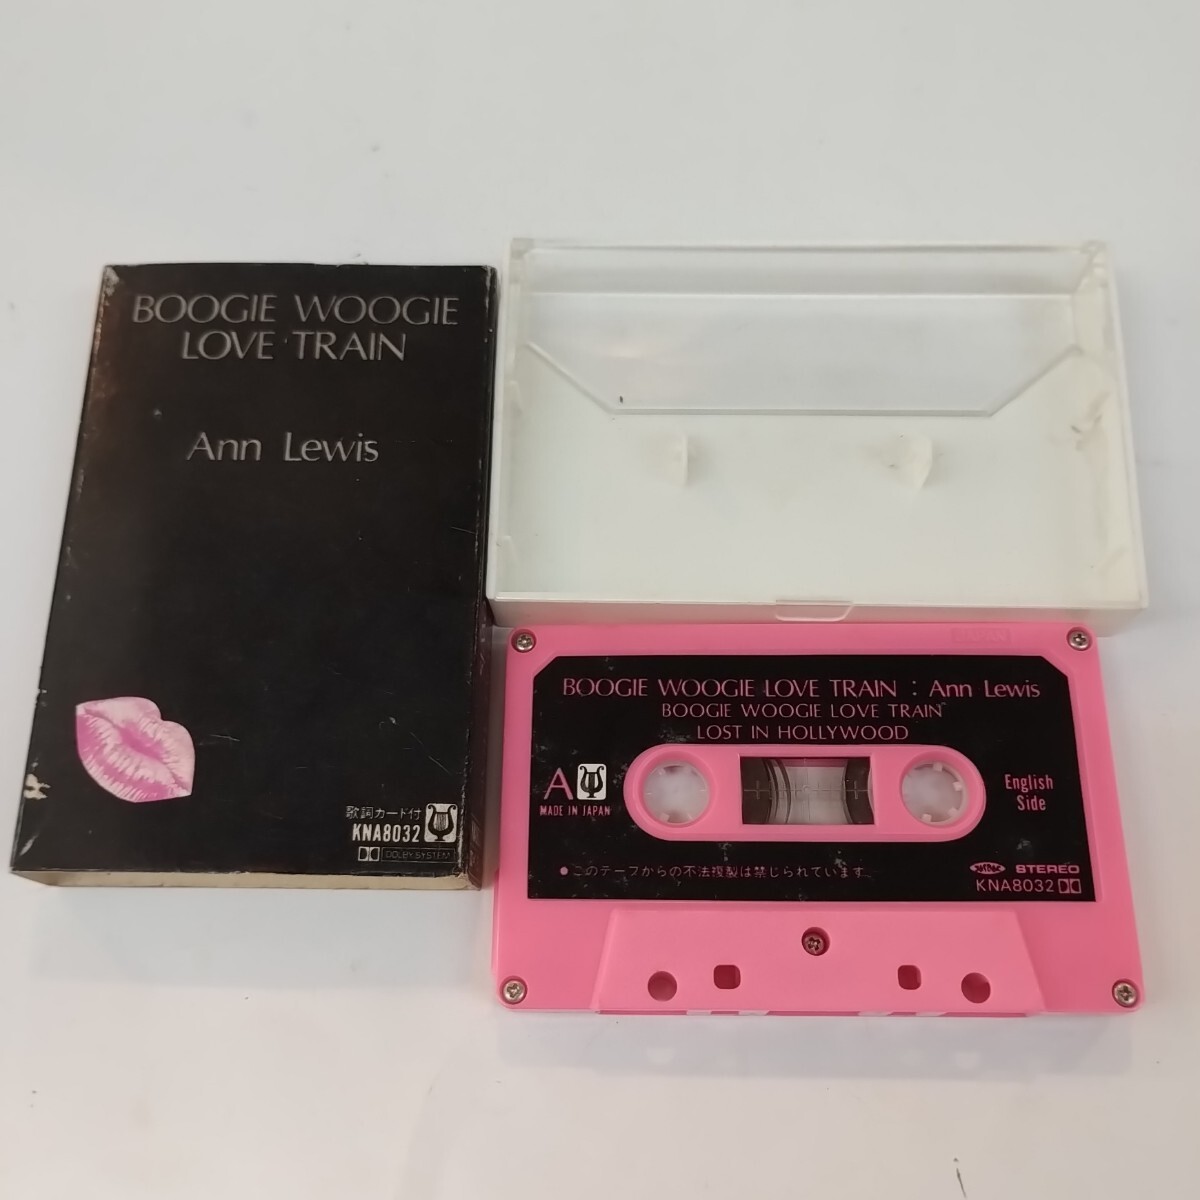 BOOGIE WOOGIE
LOVE TRAIN
Ann Lewis
歌詞カード付
KNA8032
DOLBY SYSTEM
BOOGIE WOOGIE LOVE TRAIN : Ann Lewis
BOOGIE WOOGIE LOVE TRAIN
LOST IN HOLLYWOOD
A
MADE IN JAPAN
English
Side
●このテープからの不法複製は禁じられています
STEREO
KNA8032